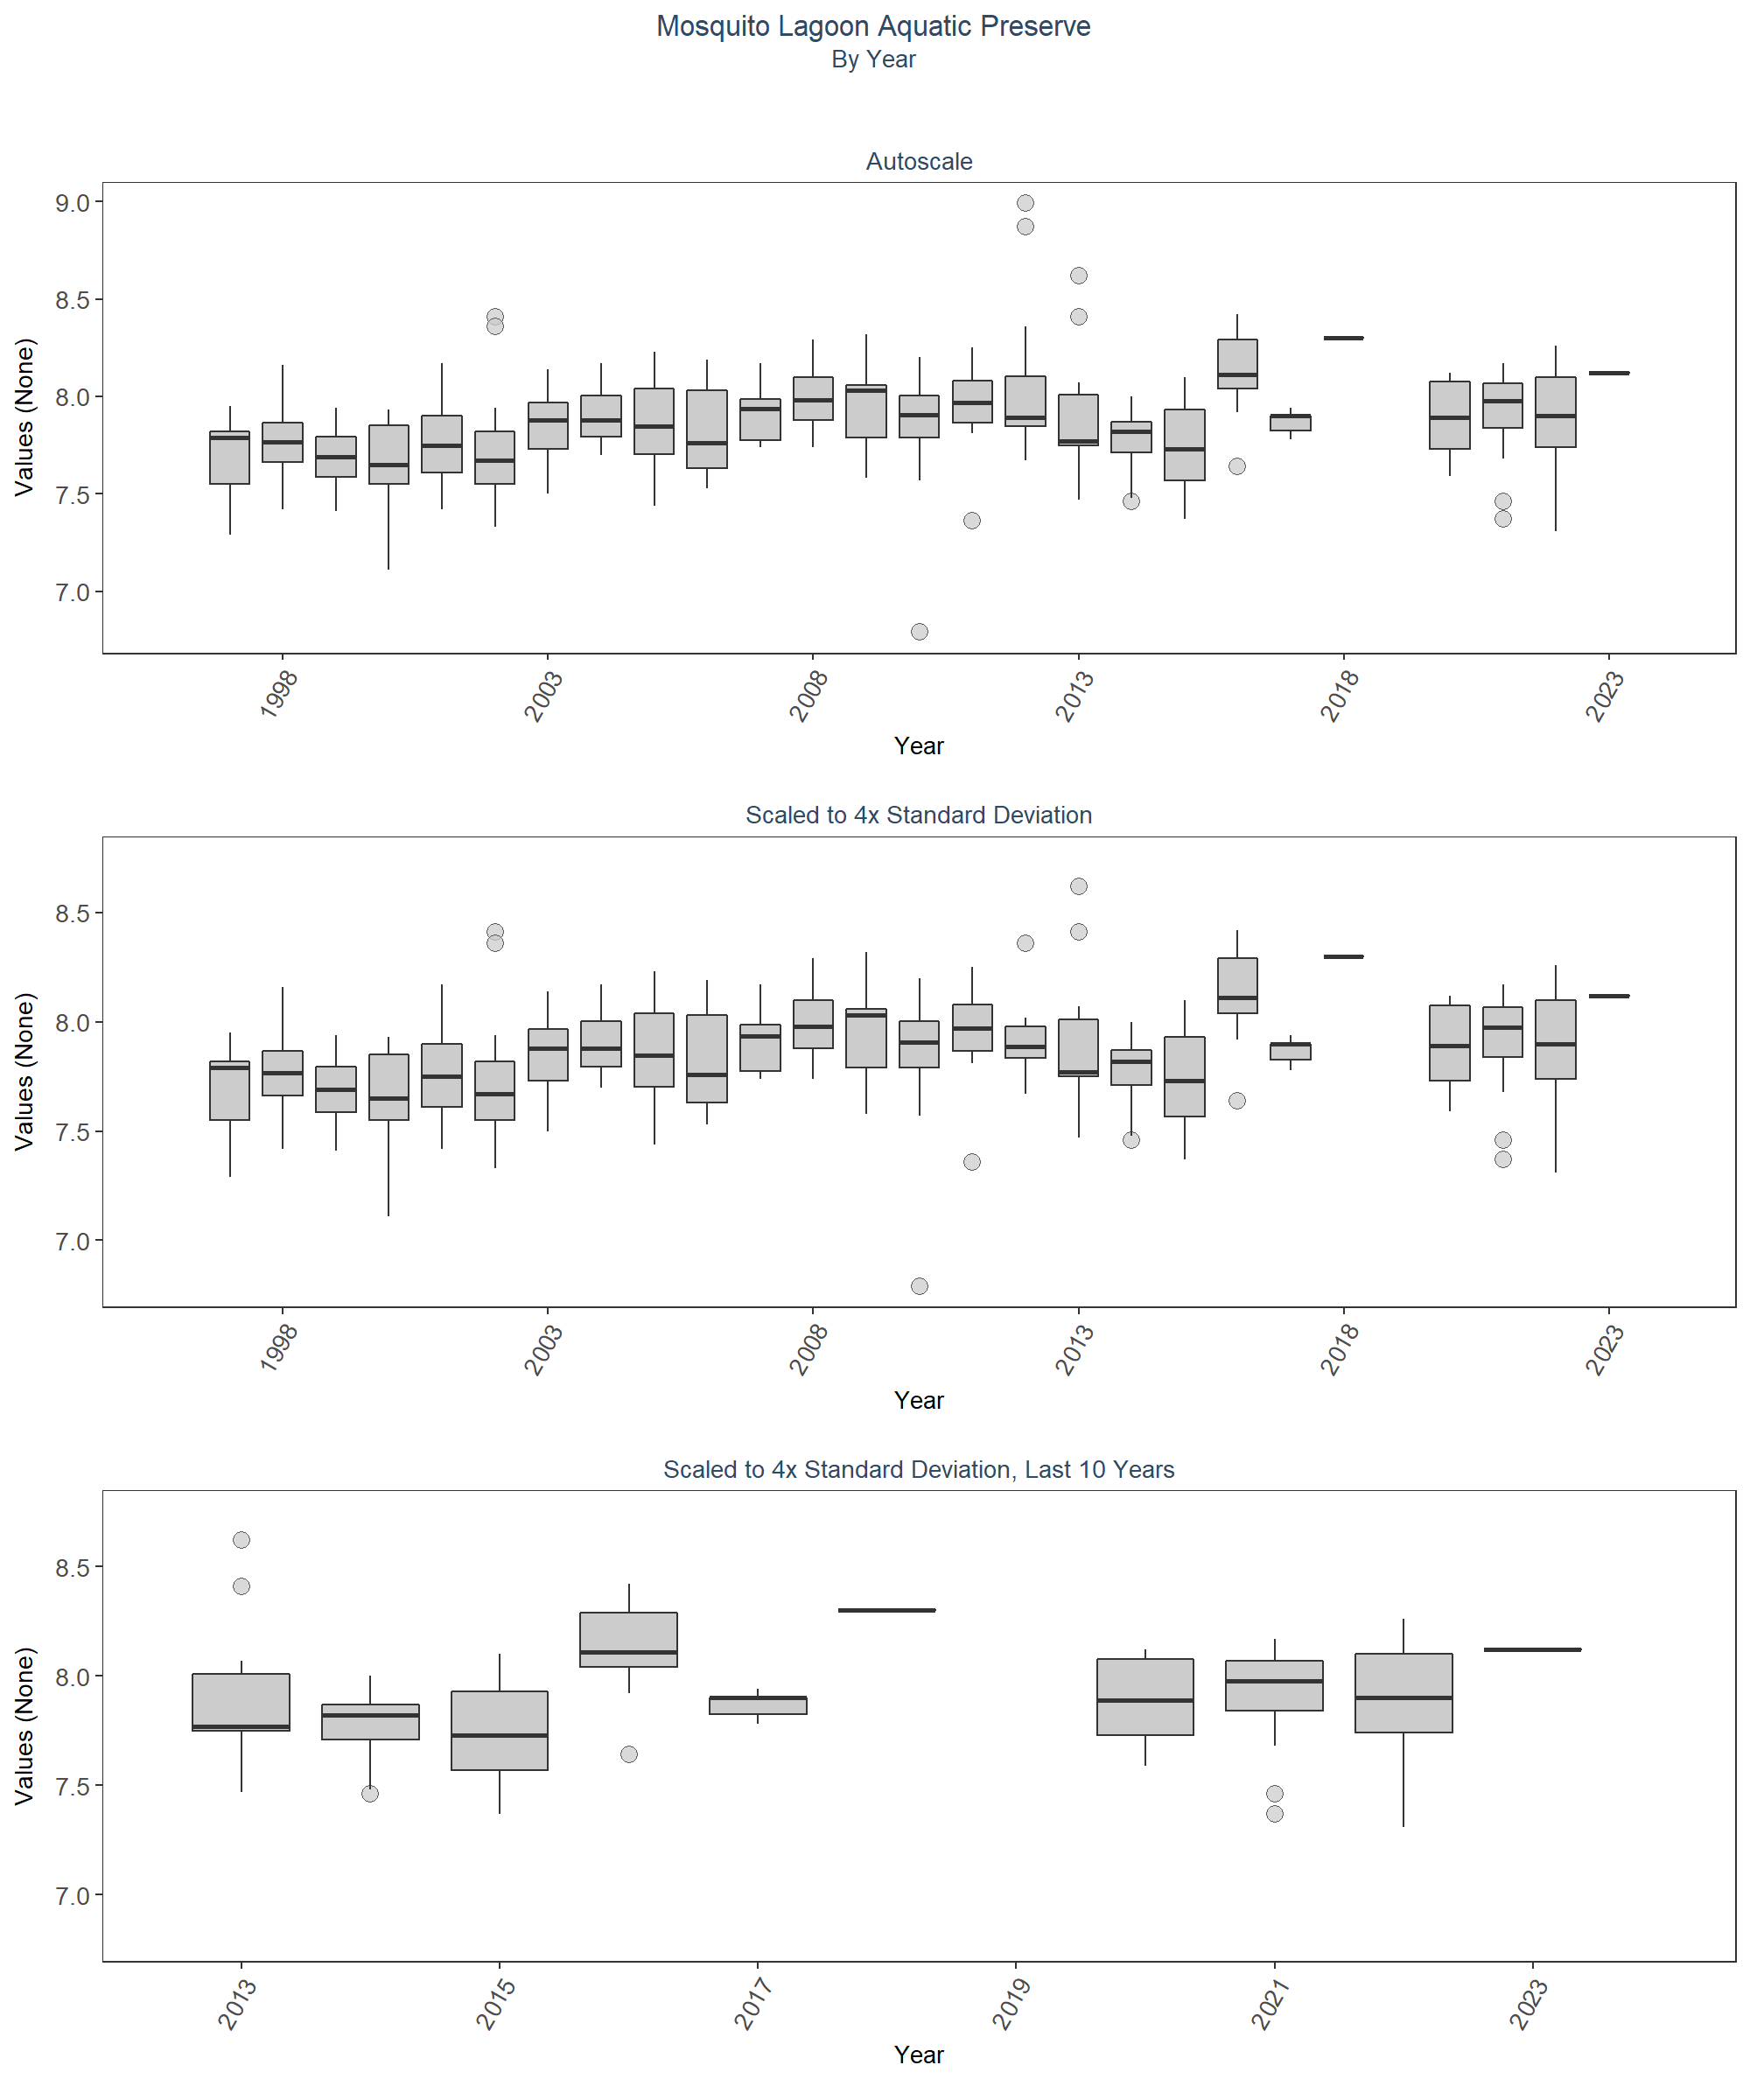 Mosquito Lagoon Aquatic Preserve
By Year
Autoscale
Values (None)
9.0
8.5
8.0
7.5
7.0
1998 2003 2008 2013 2018 2023
Year
Scaled to 4x Standard Deviation
Values (None)
8.5
8.0
7.5
7.0
1998 2003 2008 2013 2018 2023
Year
Scaled to 4x Standard Deviation, Last 10 Years
Values (None)
8.5
8.0
7.5
7.0
2013 2015 2017 2019 2021 2023
Year